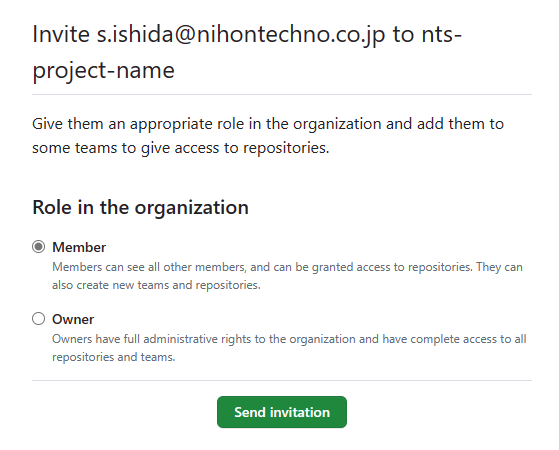 Invite s.ishida@nihontechno.co.jp to nts-
project-name
Give them an appropriate role in the organization and add them to
some teams to give access to repositories.
Role in the organization
Member
Members can see all other members, and can be granted access to repositories. They can
also create new teams and repositories.
Owner
Owners have full administrative rights to the organization and have complete access to all
repositories and teams.
Send invitation